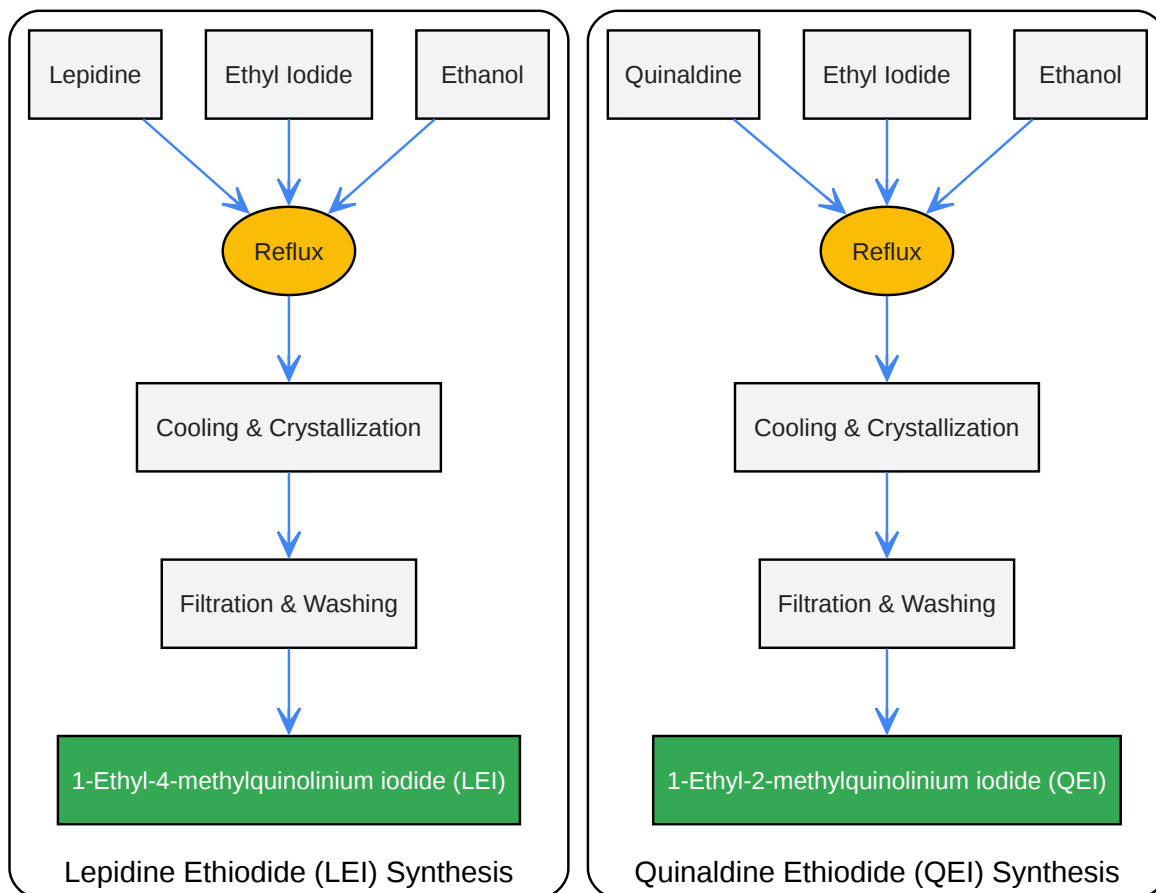 Lepidine
Ethyl Iodide
Ethanol
Reflux
Cooling & Crystallization
Filtration & Washing
1-Ethyl-4-methylquinolinium iodide (LEI)
Lepidine Ethiodide (LEI) Synthesis
Quinaldine
Ethyl Iodide
Ethanol
Reflux
Cooling & Crystallization
Filtration & Washing
1-Ethyl-2-methylquinolinium iodide (QEI)
Quinaldine Ethiodide (QEI) Synthesis